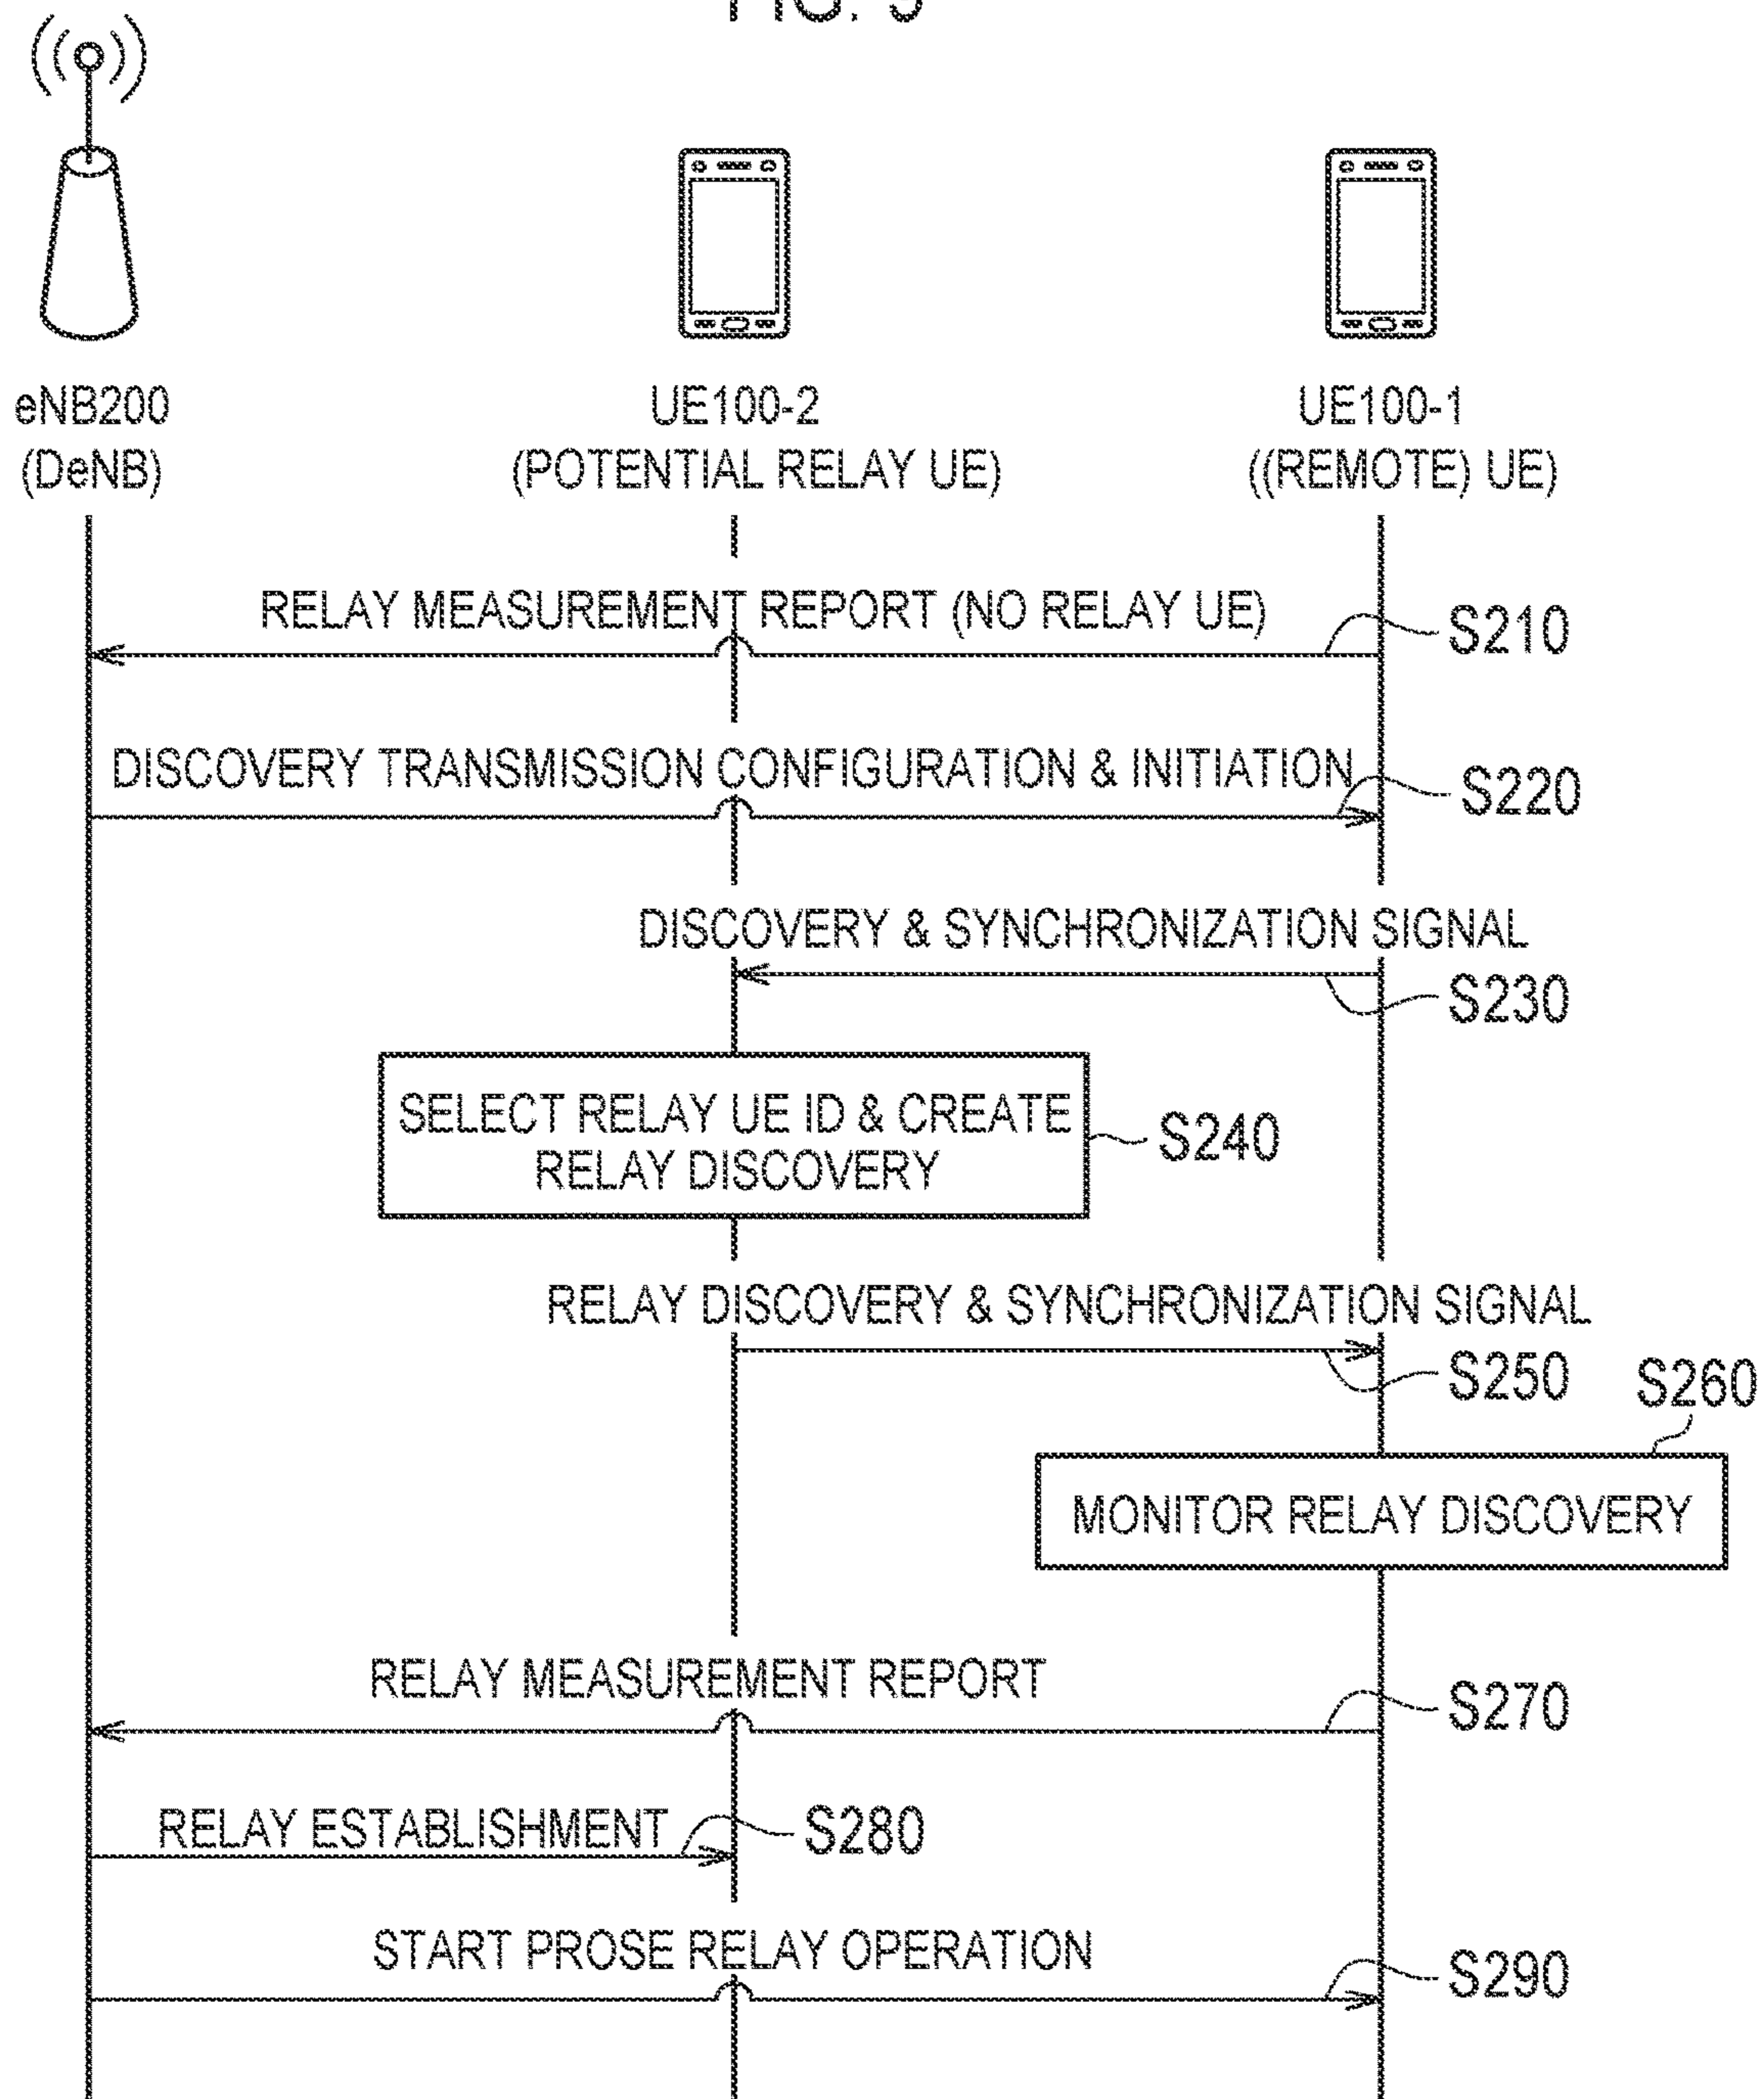 eNB200
(DeNB)
UE100-2
(POTENTIAL RELAY UE)
UE100-1
((REMOTE) UE)
RELAY MEASUREMENT REPORT (NO RELAY UE)
S210
DISCOVERY TRANSMISSION CONFIGURATION & INITIATION
S220
DISCOVERY & SYNCHRONIZATION SIGNAL
S230
SELECT RELAY UE ID & CREATE
RELAY DISCOVERY
S240
RELAY DISCOVERY & SYNCHRONIZATION SIGNAL
S250
S260
MONITOR RELAY DISCOVERY
RELAY MEASUREMENT REPORT
S270
RELAY ESTABLISHMENT
S280
START PROSE RELAY OPERATION
S290